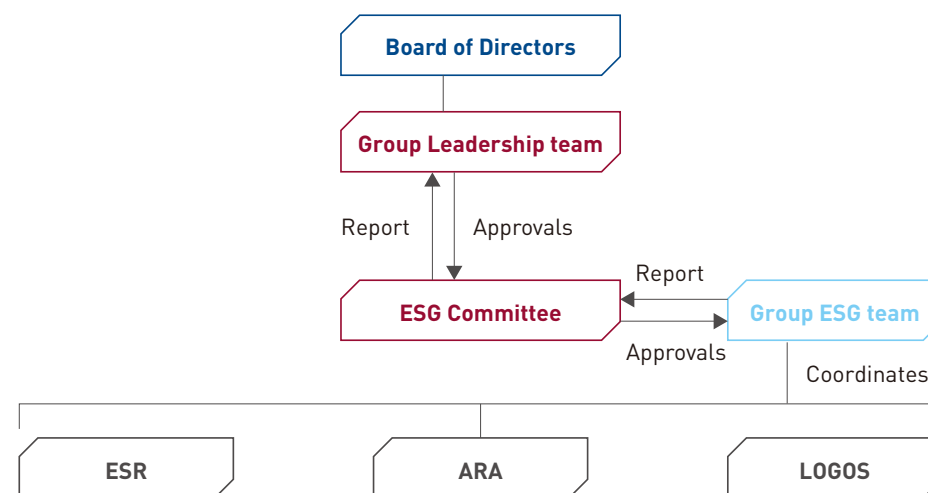 Board of Directors
Group Leadership team
Report
Approvals
ESG Committee
Report
Group ESG team
Approvals
Coordinates
ESR
ARA
LOGOS